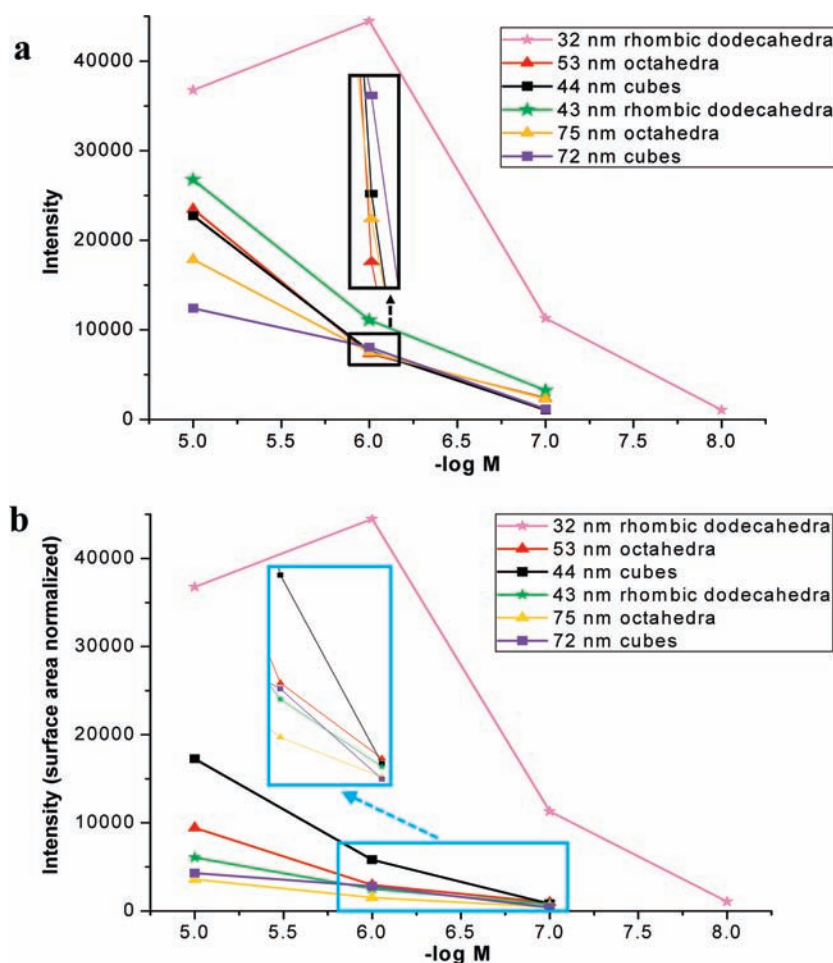 a
Intensity
40000
30000
20000
10000
0
32 nm rhombic dodecahedra
53 nm octahedra
44 nm cubes
43 nm rhombic dodecahedra
75 nm octahedra
72 nm cubes
5.0 5.5 6.0 6.5 7.0 7.5 8.0
-log M
b
Intensity (surface area normalized)
40000
30000
20000
10000
0
32 nm rhombic dodecahedra
53 nm octahedra
44 nm cubes
43 nm rhombic dodecahedra
75 nm octahedra
72 nm cubes
5.0 5.5 6.0 6.5 7.0 7.5 8.0
-log M